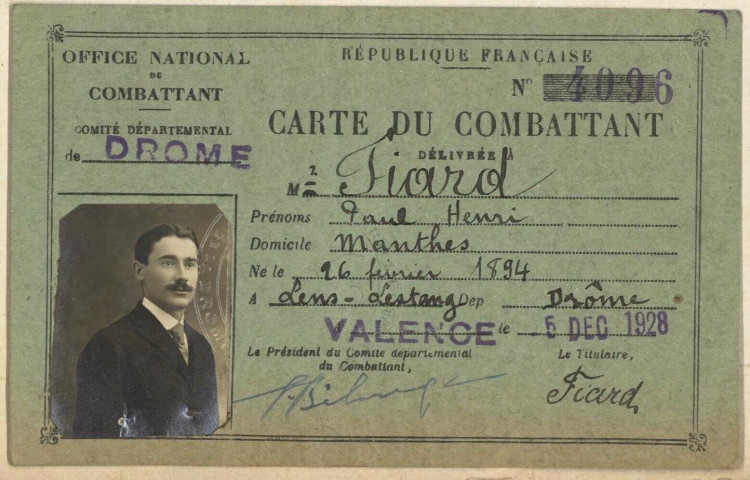 OFFICE NATIONAL
DU
COMBATTANT
COMITÉ DÉPARTEMENTAL
de DROME
RÉPUBLIQUE FRANÇAISE
N° 4096
CARTE DU COMBATTANT
DÉLIVRÉE À
Mr Fiard
Prénoms Paul Henri
Domicile Manthes
Né le 26 février 1894
A Lens-Lestang Dep Drôme
A VALENCE le 5 DEC 1928
Le Président du Comité départemental
du Combattant,
Le Titulaire,
Fiard